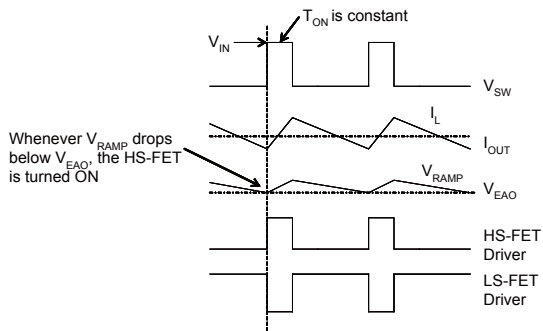 T_ON is constant
V_IN
V_SW
I_L
I_OUT
Whenever V_RAMP drops
below V_EAO, the HS-FET
is turned ON
V_RAMP
V_EAO
HS-FET
Driver
LS-FET
Driver